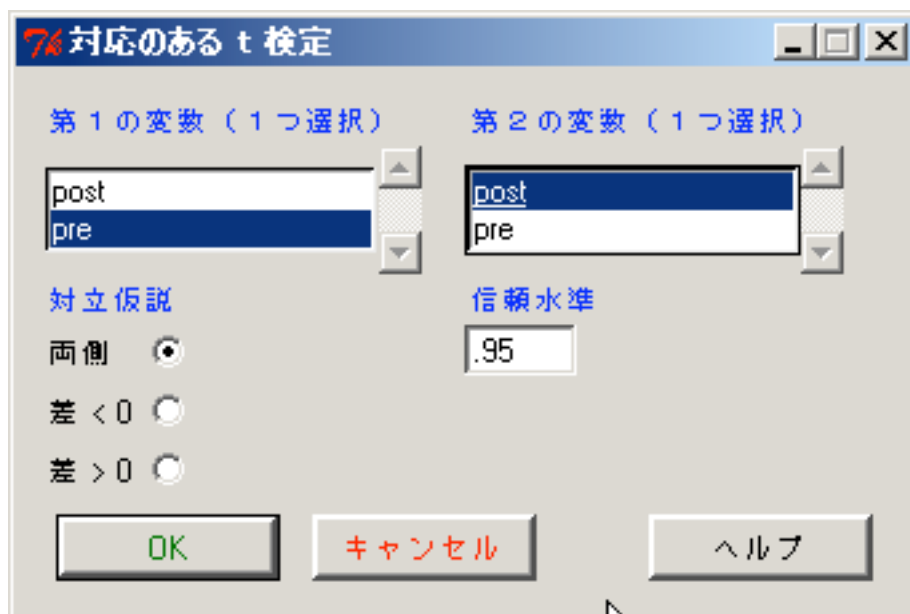 対応のある t 検定
第１の変数（１つ選択）
第２の変数（１つ選択）
post
pre
post
pre
対立仮説
信頼水準
両側
.95
差 < 0
差 > 0
OK
キャンセル
ヘルプ